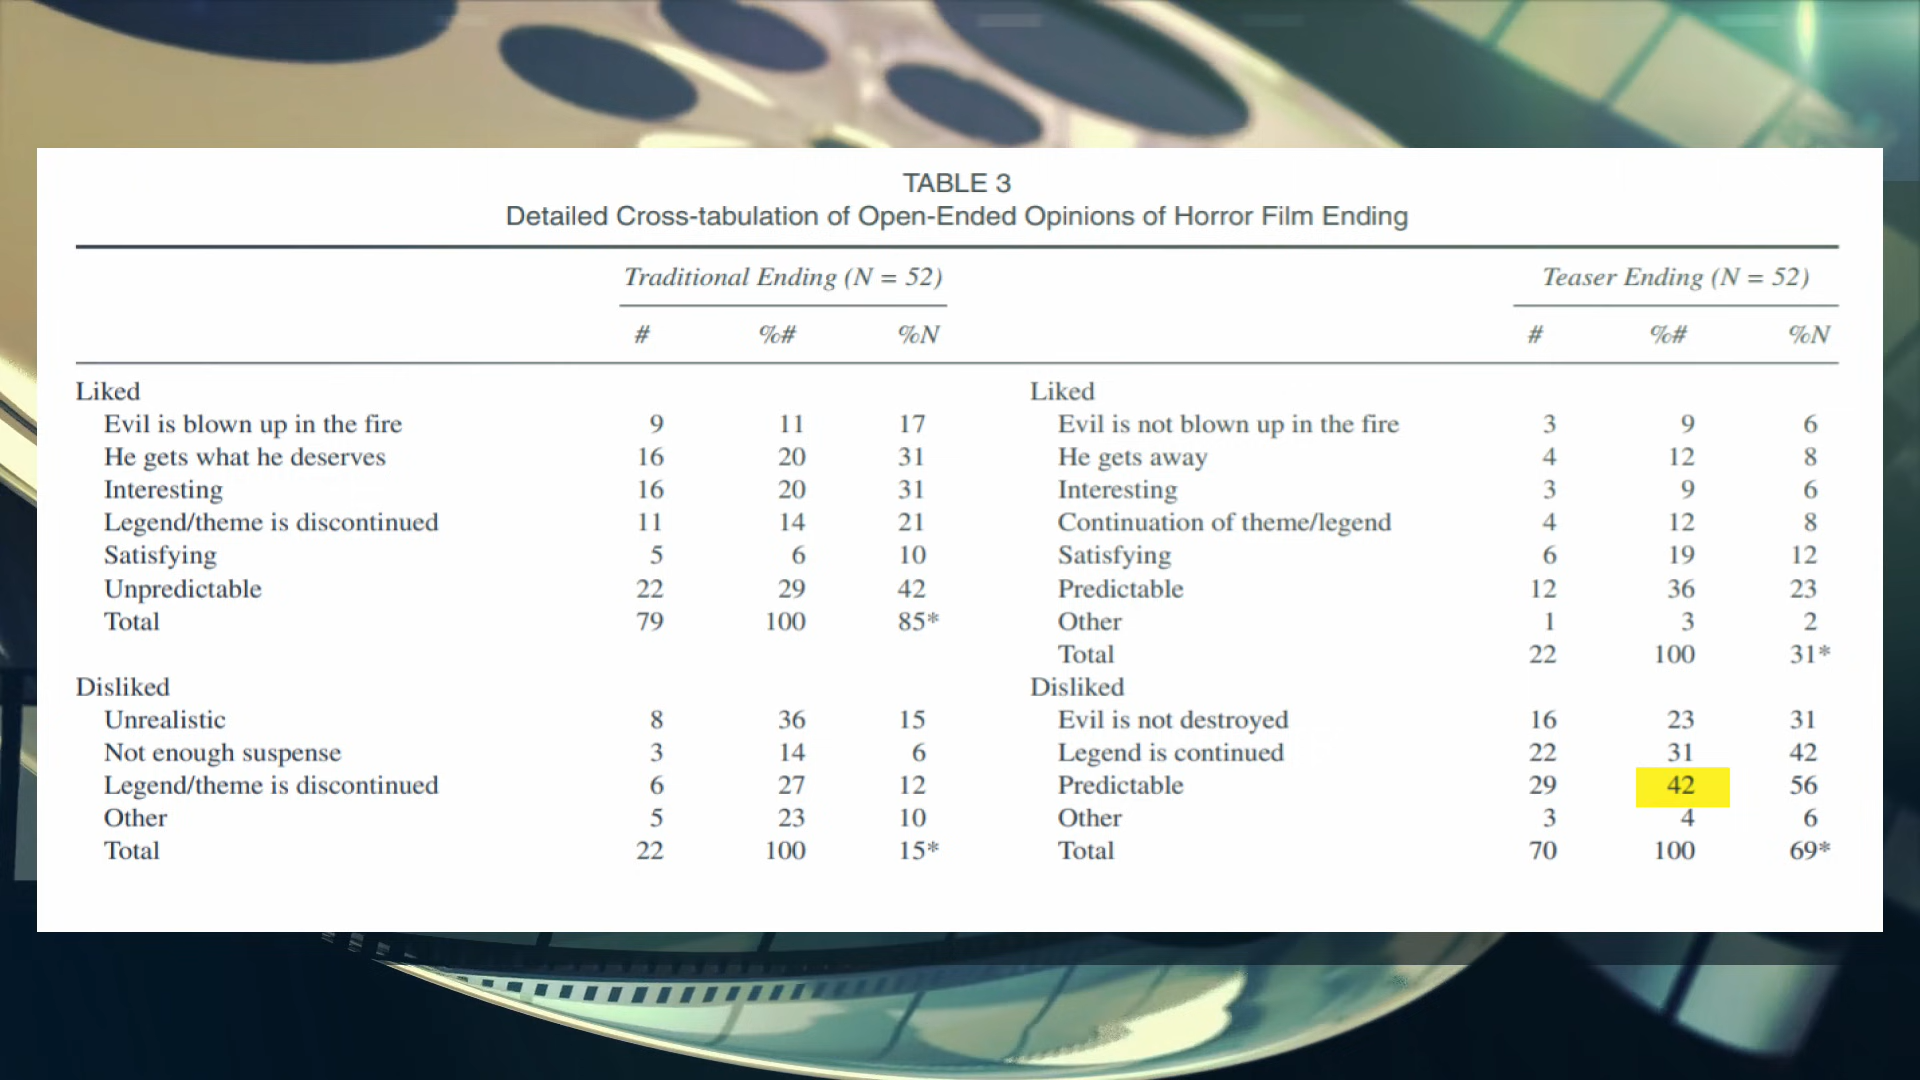 TABLE 3
Detailed Cross-tabulation of Open-Ended Opinions of Horror Film Ending
Traditional Ending (N = 52) Teaser Ending (N = 52)
# %# %N # %# %N
Liked Liked
Evil is blown up in the fire 9 11 17 Evil is not blown up in the fire 3 9 6
He gets what he deserves 16 20 31 He gets away 4 12 8
Interesting 16 20 31 Interesting 3 9 6
Legend/theme is discontinued 11 14 21 Continuation of theme/legend 4 12 8
Satisfying 5 6 10 Satisfying 6 19 12
Unpredictable 22 29 42 Predictable 12 36 23
Total 79 100 85* Other 1 3 2
Total 22 100 31*
Disliked Disliked
Unrealistic 8 36 15 Evil is not destroyed 16 23 31
Not enough suspense 3 14 6 Legend is continued 22 31 42
Legend/theme is discontinued 6 27 12 Predictable 29 42 56
Other 5 23 10 Other 3 4 6
Total 22 100 15* Total 70 100 69*